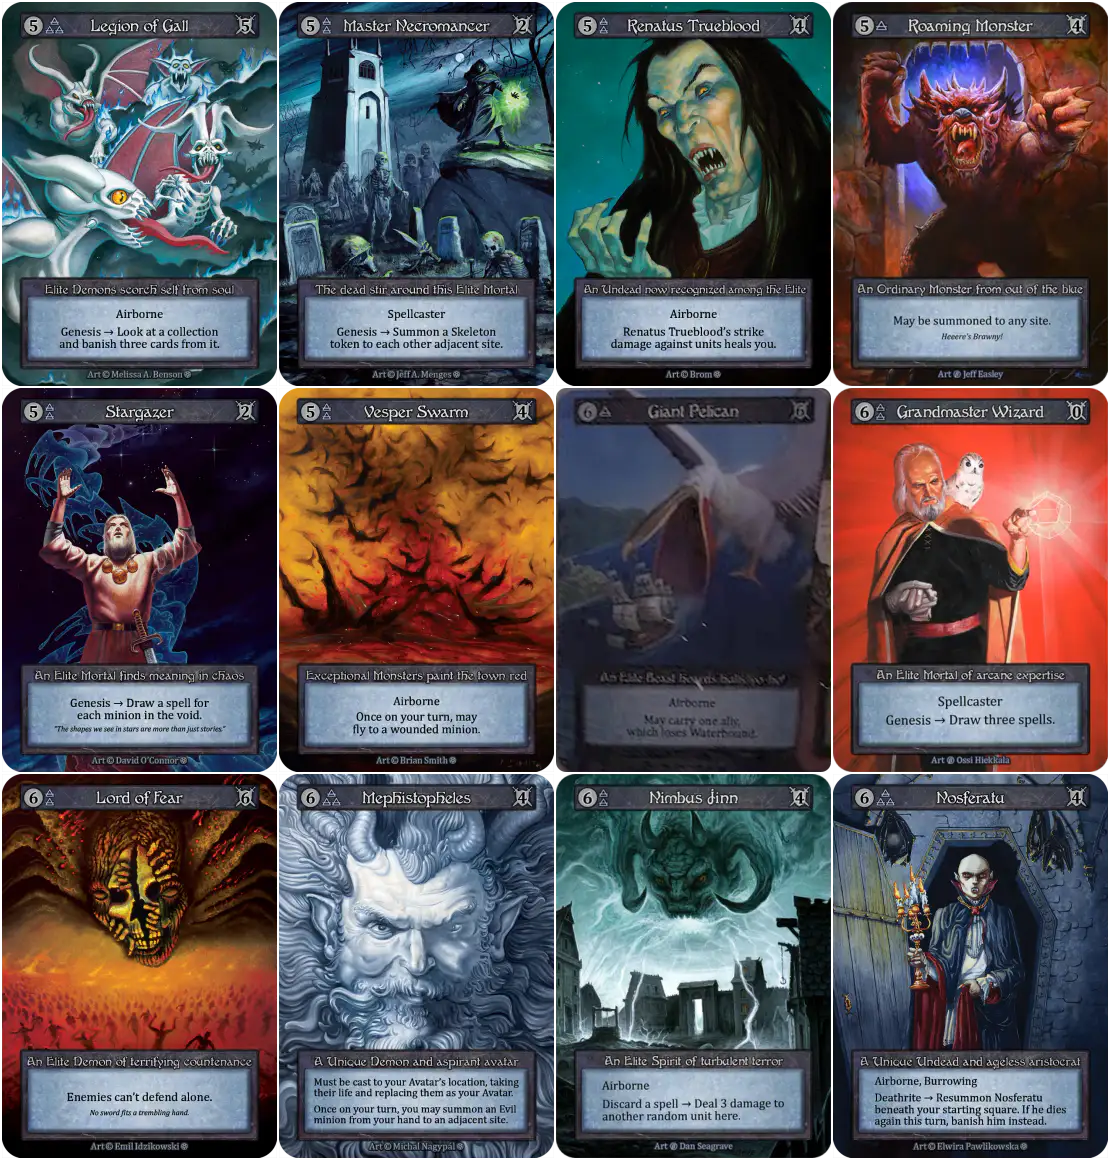 5 Legion of Gall 5
Elite Demons scorch self from soul
Airborne
Genesis → Look at a collection
and banish three cards from it.
Art © Melissa A. Benson
5 Master Necromancer 2
The dead stir around this Elite Mortal
Spellcaster
Genesis → Summon a Skeleton
token to each other adjacent site.
Art © Jeff A. Menges
5 Renatus Trueblood 4
An Undead now recognized among the Elite
Airborne
Renatus Trueblood's strike
damage against units heals you.
Art © Brom
5 Roaming Monster 4
An Ordinary Monster from out of the blue
May be summoned to any site.
Heeere's Brawny!
Art @ Jeff Easley
5 Stargazer 2
An Elite Mortal finds meaning in chaos
Genesis → Draw a spell for
each minion in the void.
"The shapes we see in stars are more than just stories."
Art © David O'Connor
5 Vesper Swarm 4
Exceptional Monsters paint the town red
Airborne
Once on your turn, may
fly to a wounded minion.
Art © Brian Smith
6 Giant Pelican
An Elite Beast
Airborne
May carry one ally,
which loses Waterbound.
6 Grandmaster Wizard 0
An Elite Mortal of arcane expertise
Spellcaster
Genesis → Draw three spells.
Art @ Ossi Hiekkala
6 Lord of Fear 6
An Elite Demon of terrifying countenance
Enemies can't defend alone.
No sword fits a trembling hand.
Art © Emil Idzikowski
6 Mephistopheles 4
A Unique Demon and aspirant avatar
Must be cast to your Avatar's location, taking
their life and replacing them as your Avatar.
Once on your turn, you may summon an Evil
minion from your hand to an adjacent site.
Art © Michal Nagypál
6 Nimbus Jinn 4
An Elite Spirit of turbulent terror
Airborne
Discard a spell → Deal 3 damage to
another random unit here.
Art @ Dan Seagrave
6 Nosferatu 4
A Unique Undead and ageless aristocrat
Airborne, Burrowing
Deathrite → Resummon Nosferatu
beneath your starting square. If he dies
again this turn, banish him instead.
Art © Elwira Pawlikowska